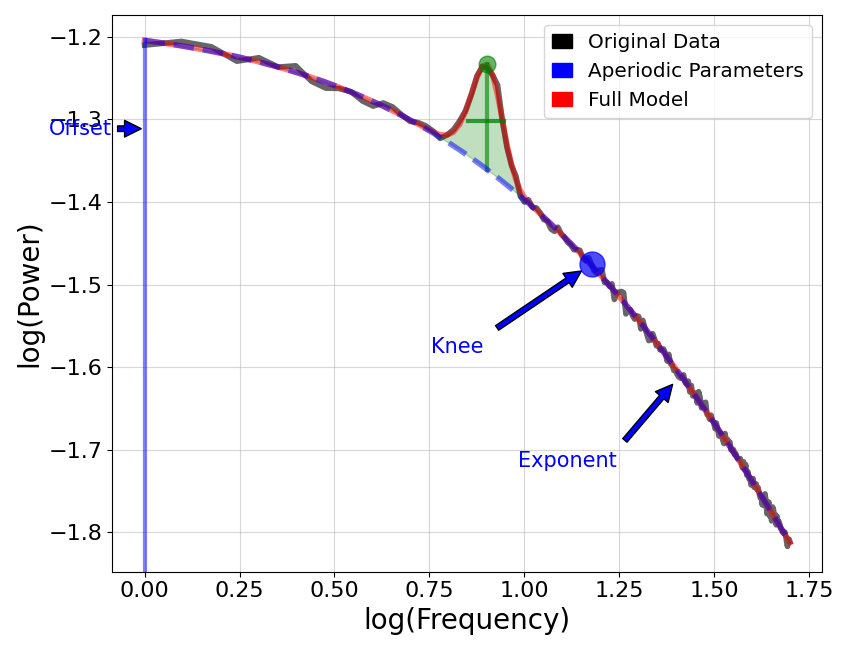 Original Data
Aperiodic Parameters
Full Model
−1.2
−1.3
−1.4
−1.5
−1.6
−1.7
−1.8
log(Power)
Offset
Knee
Exponent
0.00 0.25 0.50 0.75 1.00 1.25 1.50 1.75
log(Frequency)